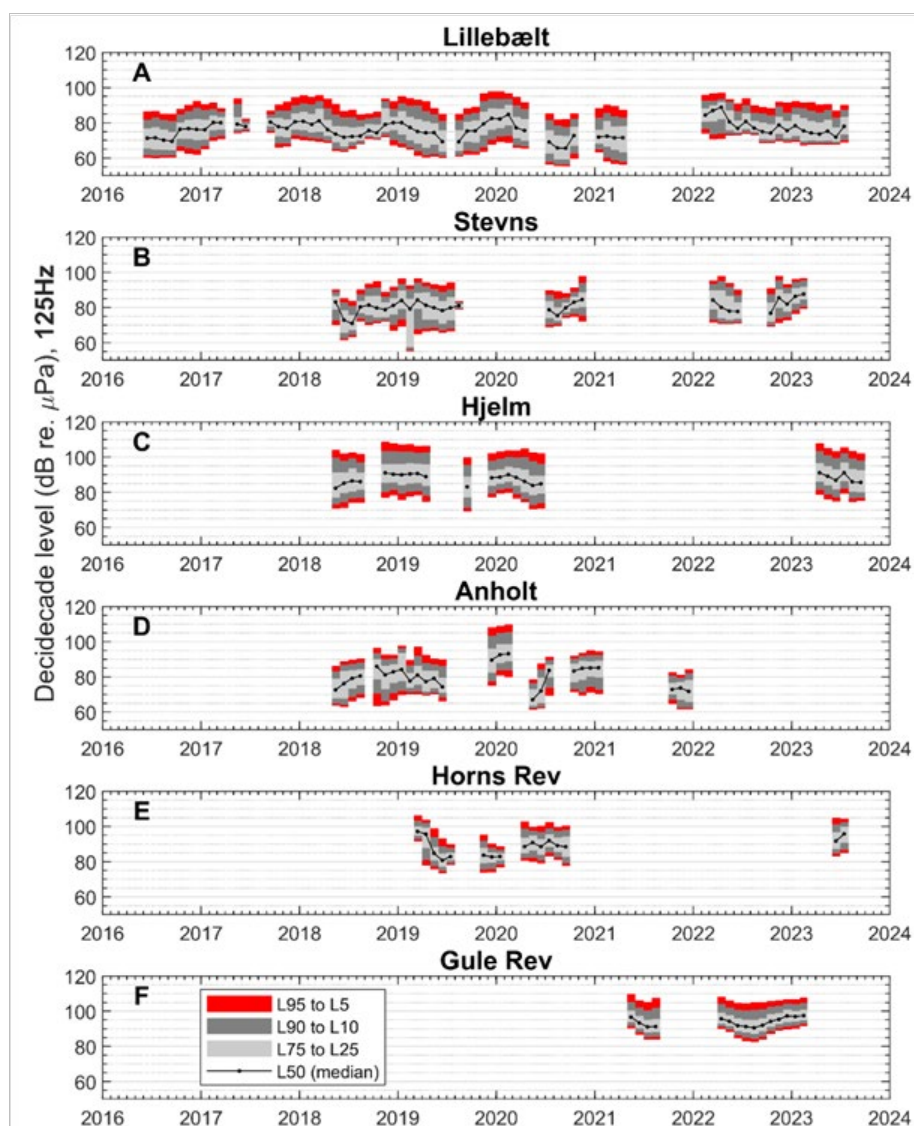 Lillebælt
A
120
100
80
60
2016 2017 2018 2019 2020 2021 2022 2023 2024
Stevns
B
120
100
80
60
2016 2017 2018 2019 2020 2021 2022 2023 2024
Decidecade level (dB re. μPa), 125Hz
Hjelm
C
120
100
80
60
2016 2017 2018 2019 2020 2021 2022 2023 2024
Anholt
D
120
100
80
60
2016 2017 2018 2019 2020 2021 2022 2023 2024
Horns Rev
E
120
100
80
60
2016 2017 2018 2019 2020 2021 2022 2023 2024
Gule Rev
F
120
100
80
60
L95 to L5
L90 to L10
L75 to L25
L50 (median)
2016 2017 2018 2019 2020 2021 2022 2023 2024